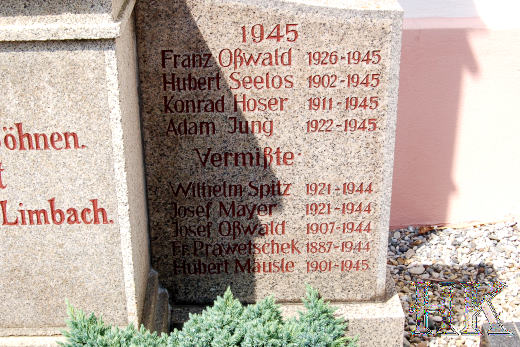 öhnen.
t
Limbach.
1945
Franz Oßwald 1926-1945
Hubert Seelos 1902-1945
Konrad Hoser 1911-1945
Adam Jung 1922-1945
Vermißte:
Wilhelm Spitz 1921-1944
Josef Mayer 1921-1944
Josef Oßwald 1907-1944
Fr. Prawetschek 1887-1944
Hubert Mäusle 1901-1945
HK